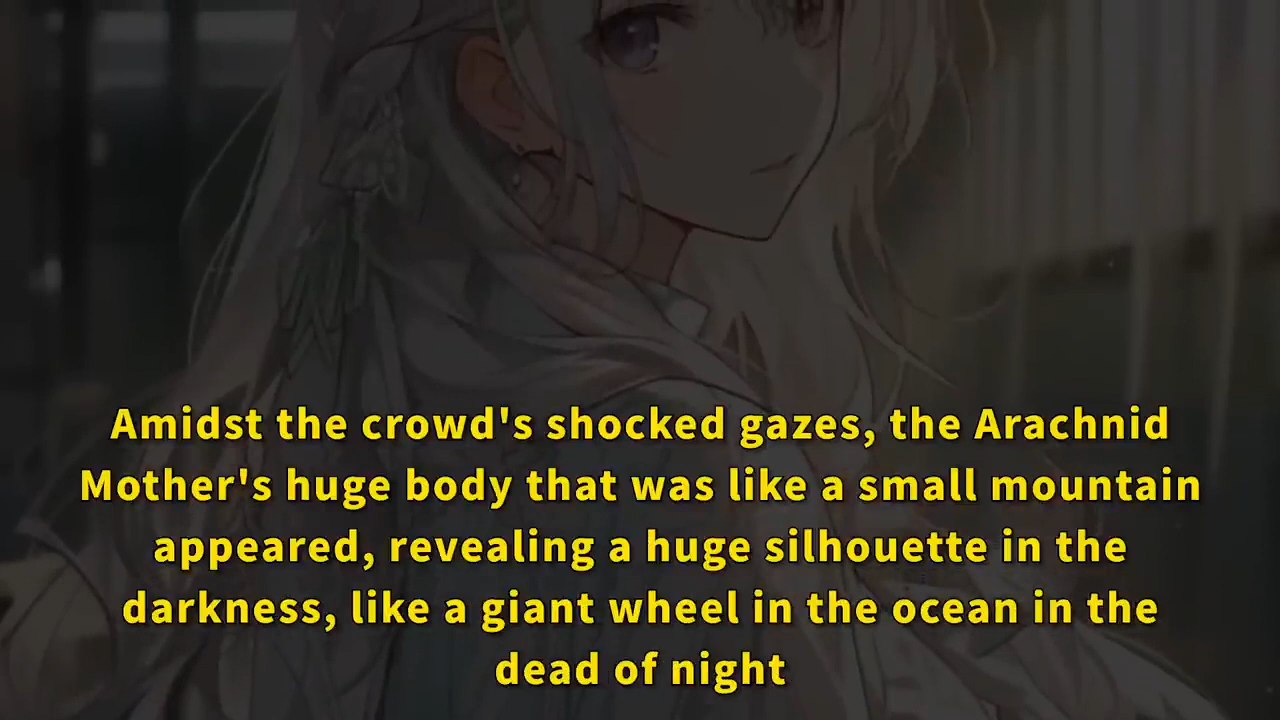 Amidst the crowd's shocked gazes, the Arachnid
Mother's huge body that was like a small mountain
appeared, revealing a huge silhouette in the
darkness, like a giant wheel in the ocean in the
dead of night